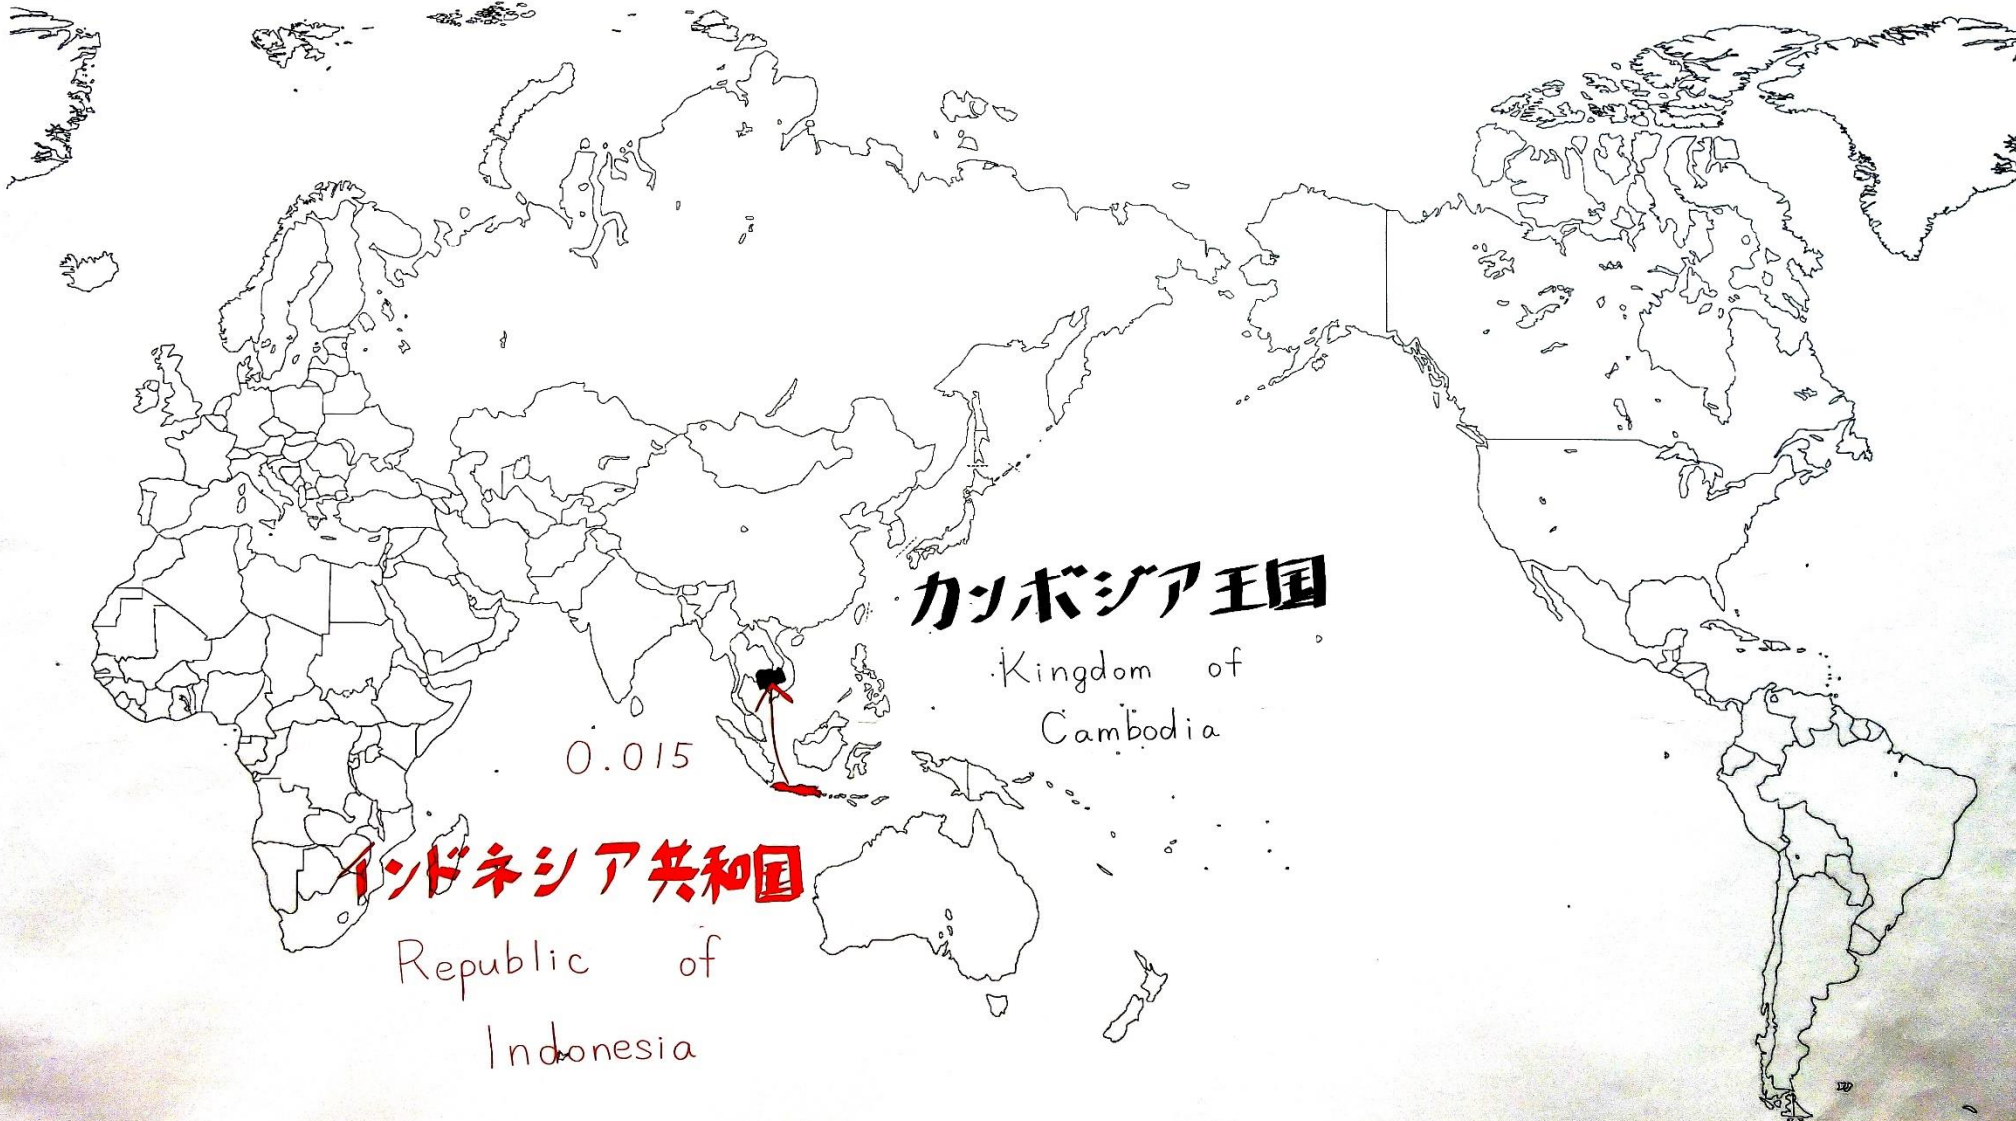 カンボジア王国
Kingdom of
Cambodia
0.015
インドネシア共和国
Republic of
Indonesia